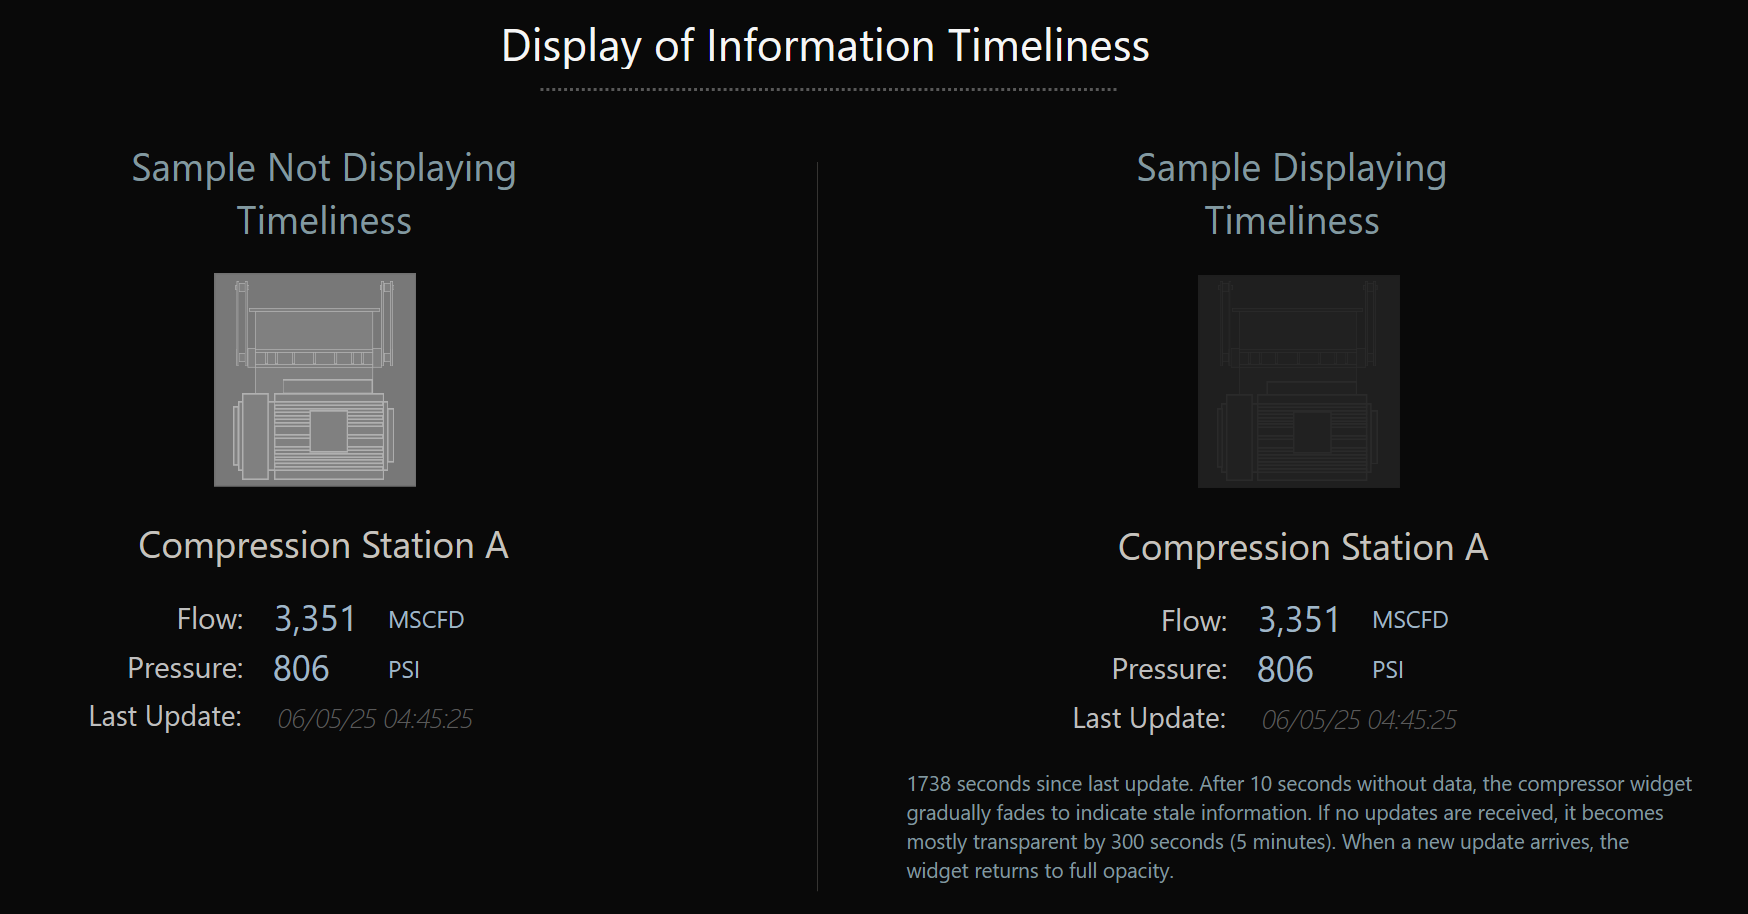 Display of Information Timeliness
Sample Not Displaying
Timeliness
Compression Station A
Flow: 3,351 MSCFD
Pressure: 806 PSI
Last Update: 06/05/25 04:45:25
Sample Displaying
Timeliness
Compression Station A
Flow: 3,351 MSCFD
Pressure: 806 PSI
Last Update: 06/05/25 04:45:25
1738 seconds since last update. After 10 seconds without data, the compressor widget
gradually fades to indicate stale information. If no updates are received, it becomes
mostly transparent by 300 seconds (5 minutes). When a new update arrives, the
widget returns to full opacity.